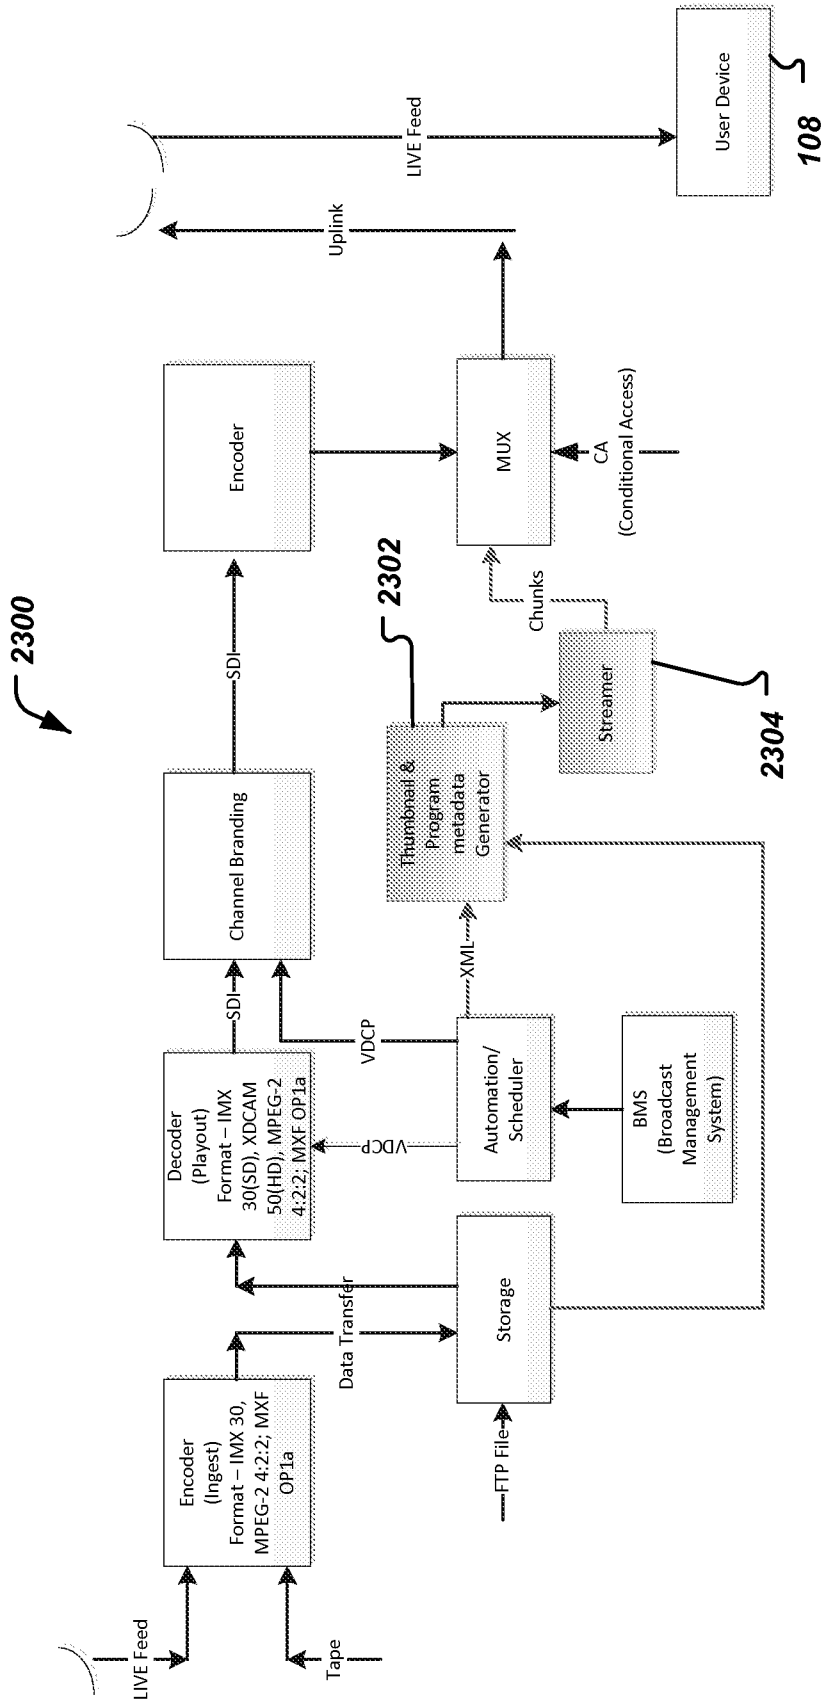 2300
LIVE Feed
Tape
Encoder
(Ingest)
Format – IMX 30,
MPEG-2 4:2:2; MXF
OP1a
Data Transfer
FTP File
Storage
Decoder
(Playout)
Format – IMX
30(SD), XDCAM
50(HD), MPEG-2
4:2:2; MXF OP1a
VDCP
VDCP
SDI
Automation/
Scheduler
BMS
(Broadcast
Management
System)
XML
Channel Branding
SDI
Thumbnail &
Program
metadata
Generator
2302
Streamer
2304
Chunks
Encoder
MUX
CA
(Conditional Access)
Uplink
LIVE Feed
User Device
108